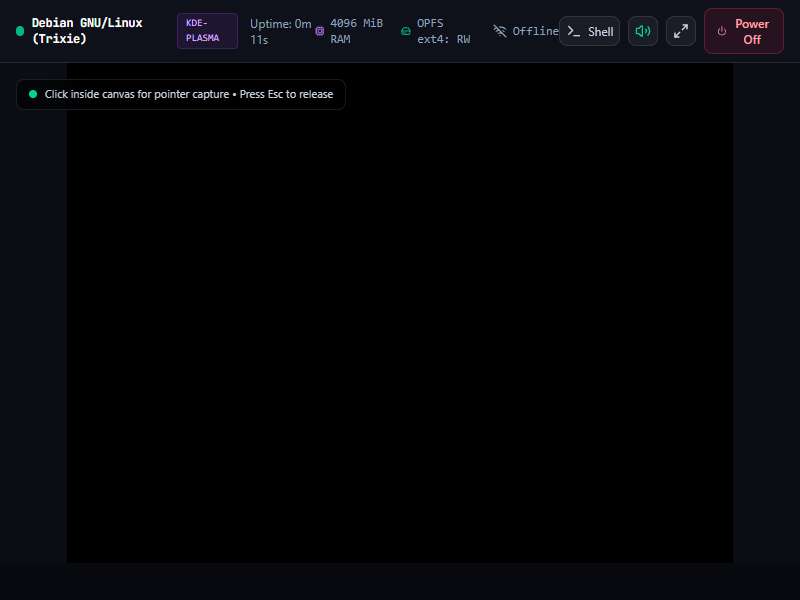 Debian GNU/Linux
(Trixie)
KDE-
PLASMA
Uptime: 0m
11s
4096 MiB
RAM
OPFS
ext4: RW
Offline
>_ Shell
Power
Off
Click inside canvas for pointer capture • Press Esc to release